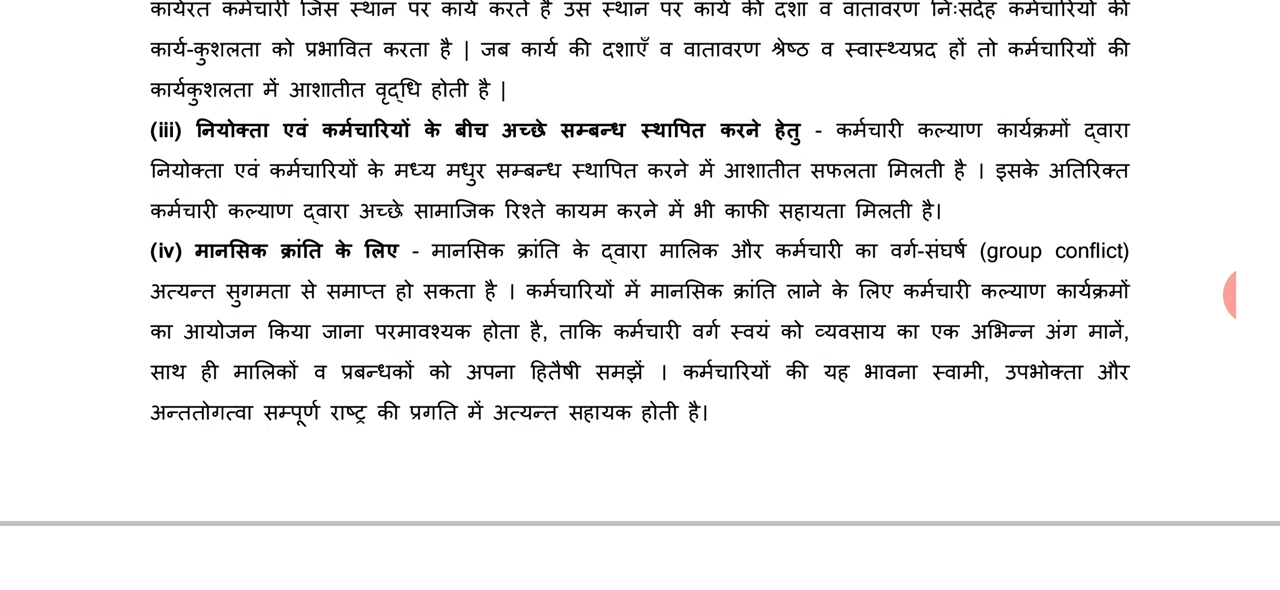 कार्यरत कर्मचारी जिस स्थान पर कार्य करते हैं उस स्थान पर कार्य की दशा व वातावरण निःसंदेह कर्मचारियों की
कार्य-कुशलता को प्रभावित करता है | जब कार्य की दशाएँ व वातावरण श्रेष्ठ व स्वास्थ्यप्रद हों तो कर्मचारियों की
कार्यकुशलता में आशातीत वृद्धि होती है |
(iii) नियोक्ता एवं कर्मचारियों के बीच अच्छे सम्बन्ध स्थापित करने हेतु - कर्मचारी कल्याण कार्यक्रमों द्वारा
नियोक्ता एवं कर्मचारियों के मध्य मधुर सम्बन्ध स्थापित करने में आशातीत सफलता मिलती है । इसके अतिरिक्त
कर्मचारी कल्याण द्वारा अच्छे सामाजिक रिश्ते कायम करने में भी काफी सहायता मिलती है।
(iv) मानसिक क्रांति के लिए - मानसिक क्रांति के द्वारा मालिक और कर्मचारी का वर्ग-संघर्ष (group conflict)
अत्यन्त सुगमता से समाप्त हो सकता है । कर्मचारियों में मानसिक क्रांति लाने के लिए कर्मचारी कल्याण कार्यक्रमों
का आयोजन किया जाना परमावश्यक होता है, ताकि कर्मचारी वर्ग स्वयं को व्यवसाय का एक अभिन्न अंग मानें,
साथ ही मालिकों व प्रबन्धकों को अपना हितैषी समझें । कर्मचारियों की यह भावना स्वामी, उपभोक्ता और
अन्ततोगत्वा सम्पूर्ण राष्ट्र की प्रगति में अत्यन्त सहायक होती है।